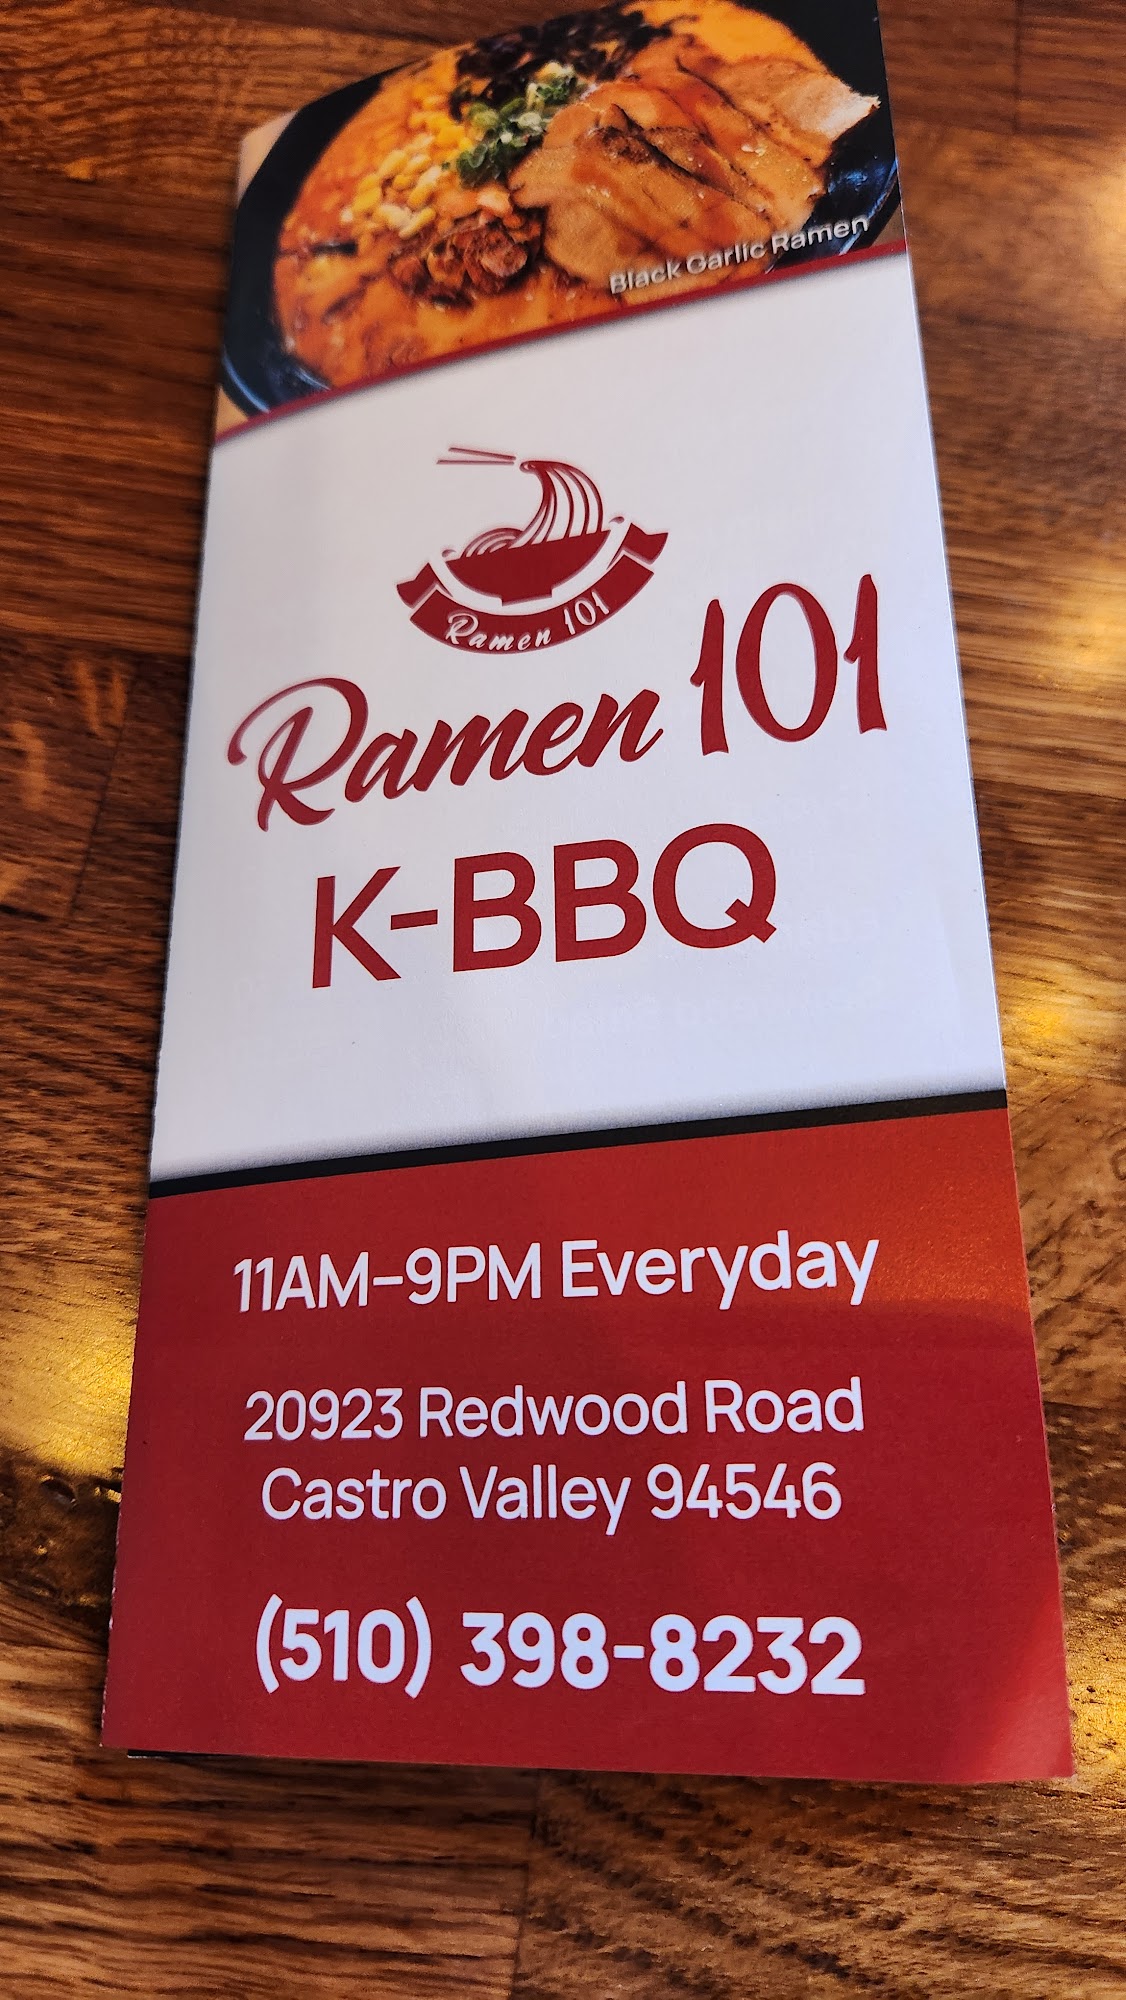 Black Garlic Ramen
Ramen 101
Ramen 101
K-BBQ
11AM-9PM Everyday
20923 Redwood Road
Castro Valley 94546
(510) 398-8232